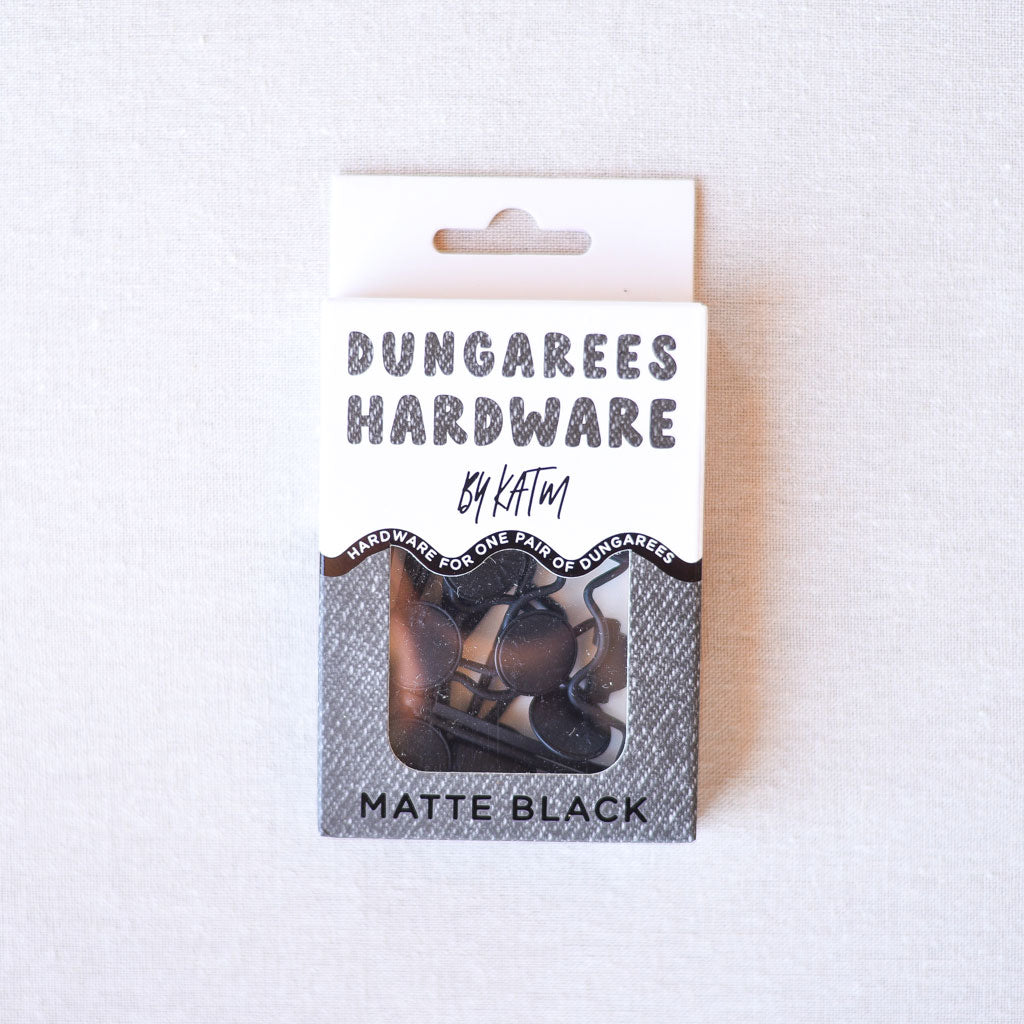 DUNGAREES
HARDWARE
BY KATM
HARDWARE FOR ONE PAIR OF DUNGAREES
MATTE BLACK